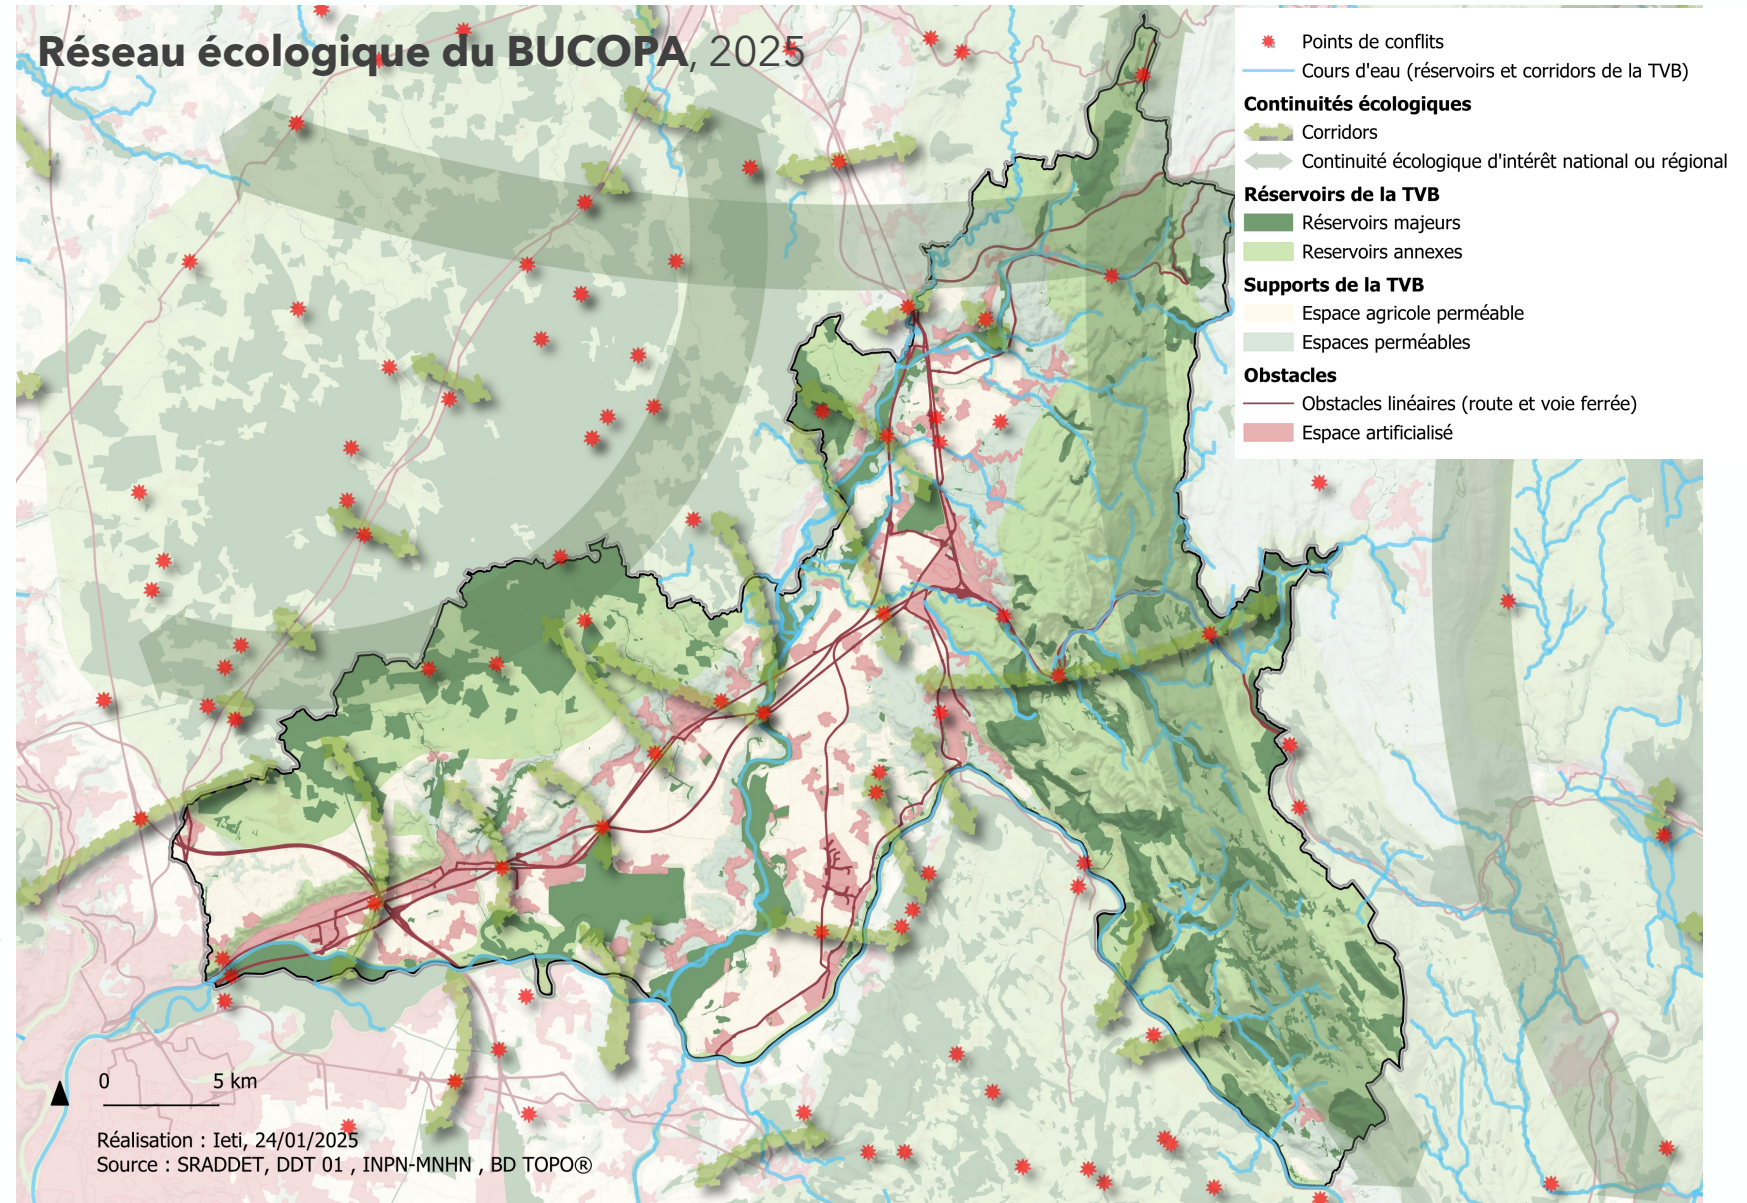 Réseau écologique du BUCOPA, 2025
Points de conflits
Cours d'eau (réservoirs et corridors de la TVB)
Continuités écologiques
Corridors
Continuité écologique d'intérêt national ou régional
Réservoirs de la TVB
Réservoirs majeurs
Reservoirs annexes
Supports de la TVB
Espace agricole perméable
Espaces perméables
Obstacles
Obstacles linéaires (route et voie ferrée)
Espace artificialisé
0 5 km
Réalisation : Ieti, 24/01/2025
Source : SRADDET, DDT 01 , INPN-MNHN , BD TOPO®